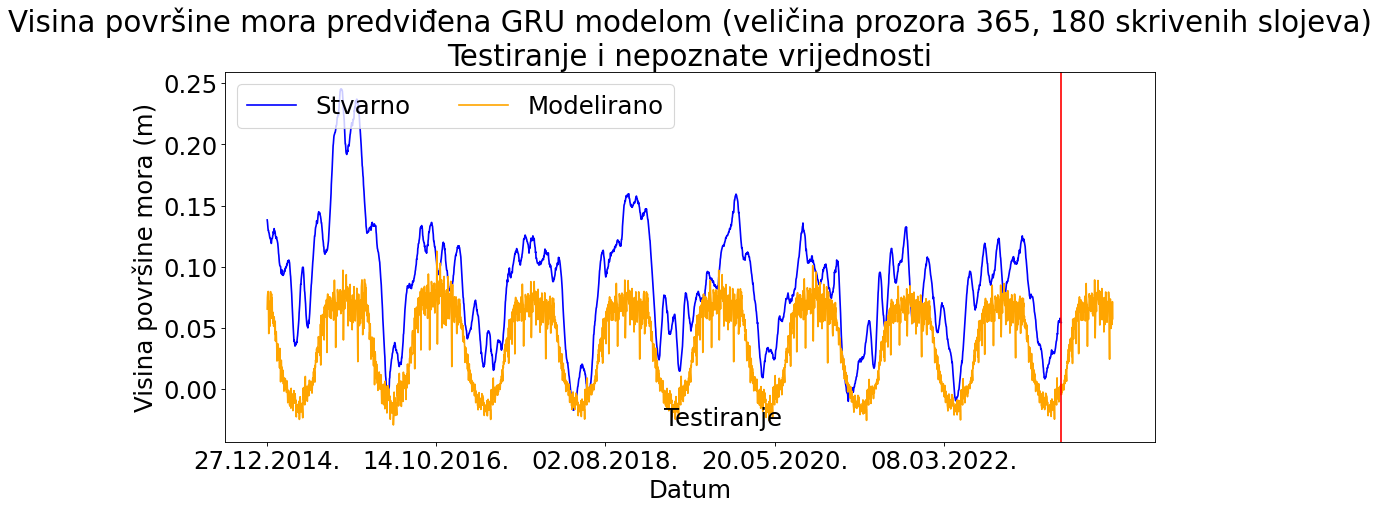 Visina površine mora predviđena GRU modelom (veličina prozora 365, 180 skrivenih slojeva)
Testiranje i nepoznate vrijednosti
Stvarno
Modelirano
Visina površine mora (m)
0.25
0.20
0.15
0.10
0.05
0.00
Testiranje
27.12.2014.
14.10.2016.
02.08.2018.
20.05.2020.
08.03.2022.
Datum